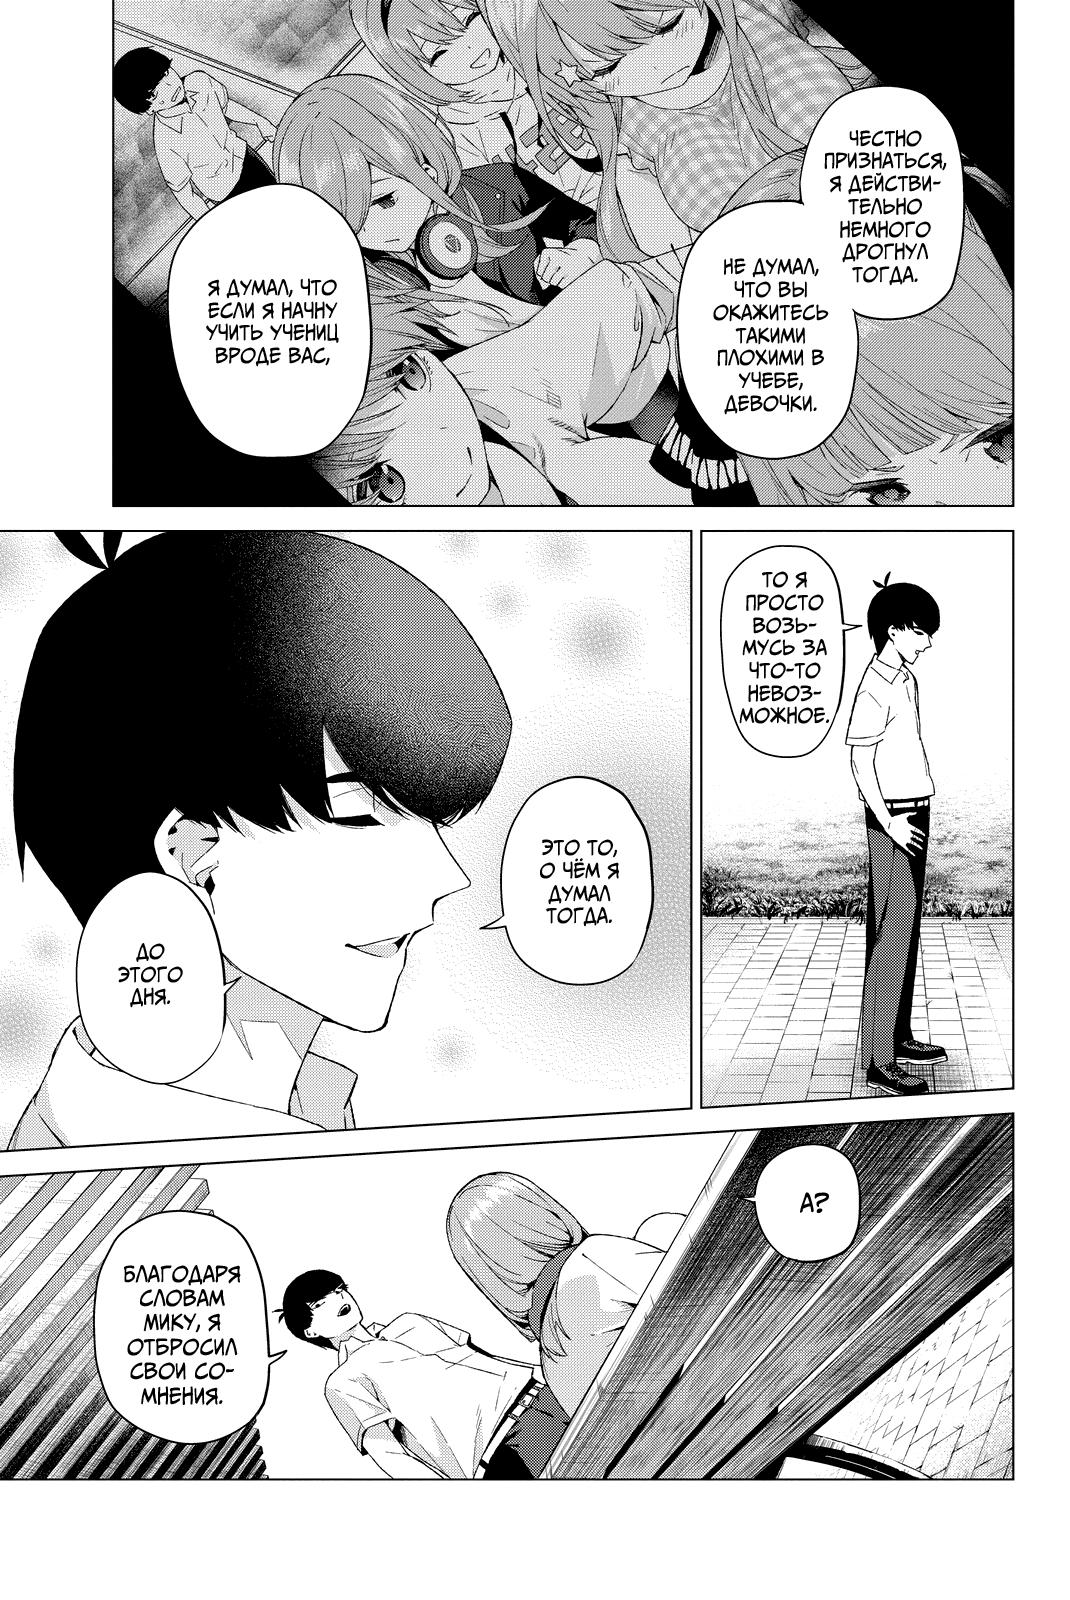 ЧЕСТНО
ПРИЗНАТЬСЯ,
Я ДЕЙСТВИ-
ТЕЛЬНО
НЕМНОГО
ДРОГНУЛ
ТОГДА.
НЕ ДУМАЛ,
ЧТО ВЫ
ОКАЖИТЕСЬ
ТАКИМИ
ПЛОХИМИ В
УЧЕБЕ,
ДЕВОЧКИ.
Я ДУМАЛ, ЧТО
ЕСЛИ Я НАЧНУ
УЧИТЬ УЧЕНИЦ
ВРОДЕ ВАС,
ТО Я
ПРОСТО
ВОЗЬ-
МУСЬ ЗА
ЧТО-ТО
НЕВОЗ-
МОЖНОЕ.
ЭТО ТО,
О ЧЁМ Я
ДУМАЛ
ТОГДА.
ДО
ЭТОГО
ДНЯ.
А?
БЛАГОДАРЯ
СЛОВАМ
МИКУ, Я
ОТБРОСИЛ
СВОИ СО-
МНЕНИЯ.